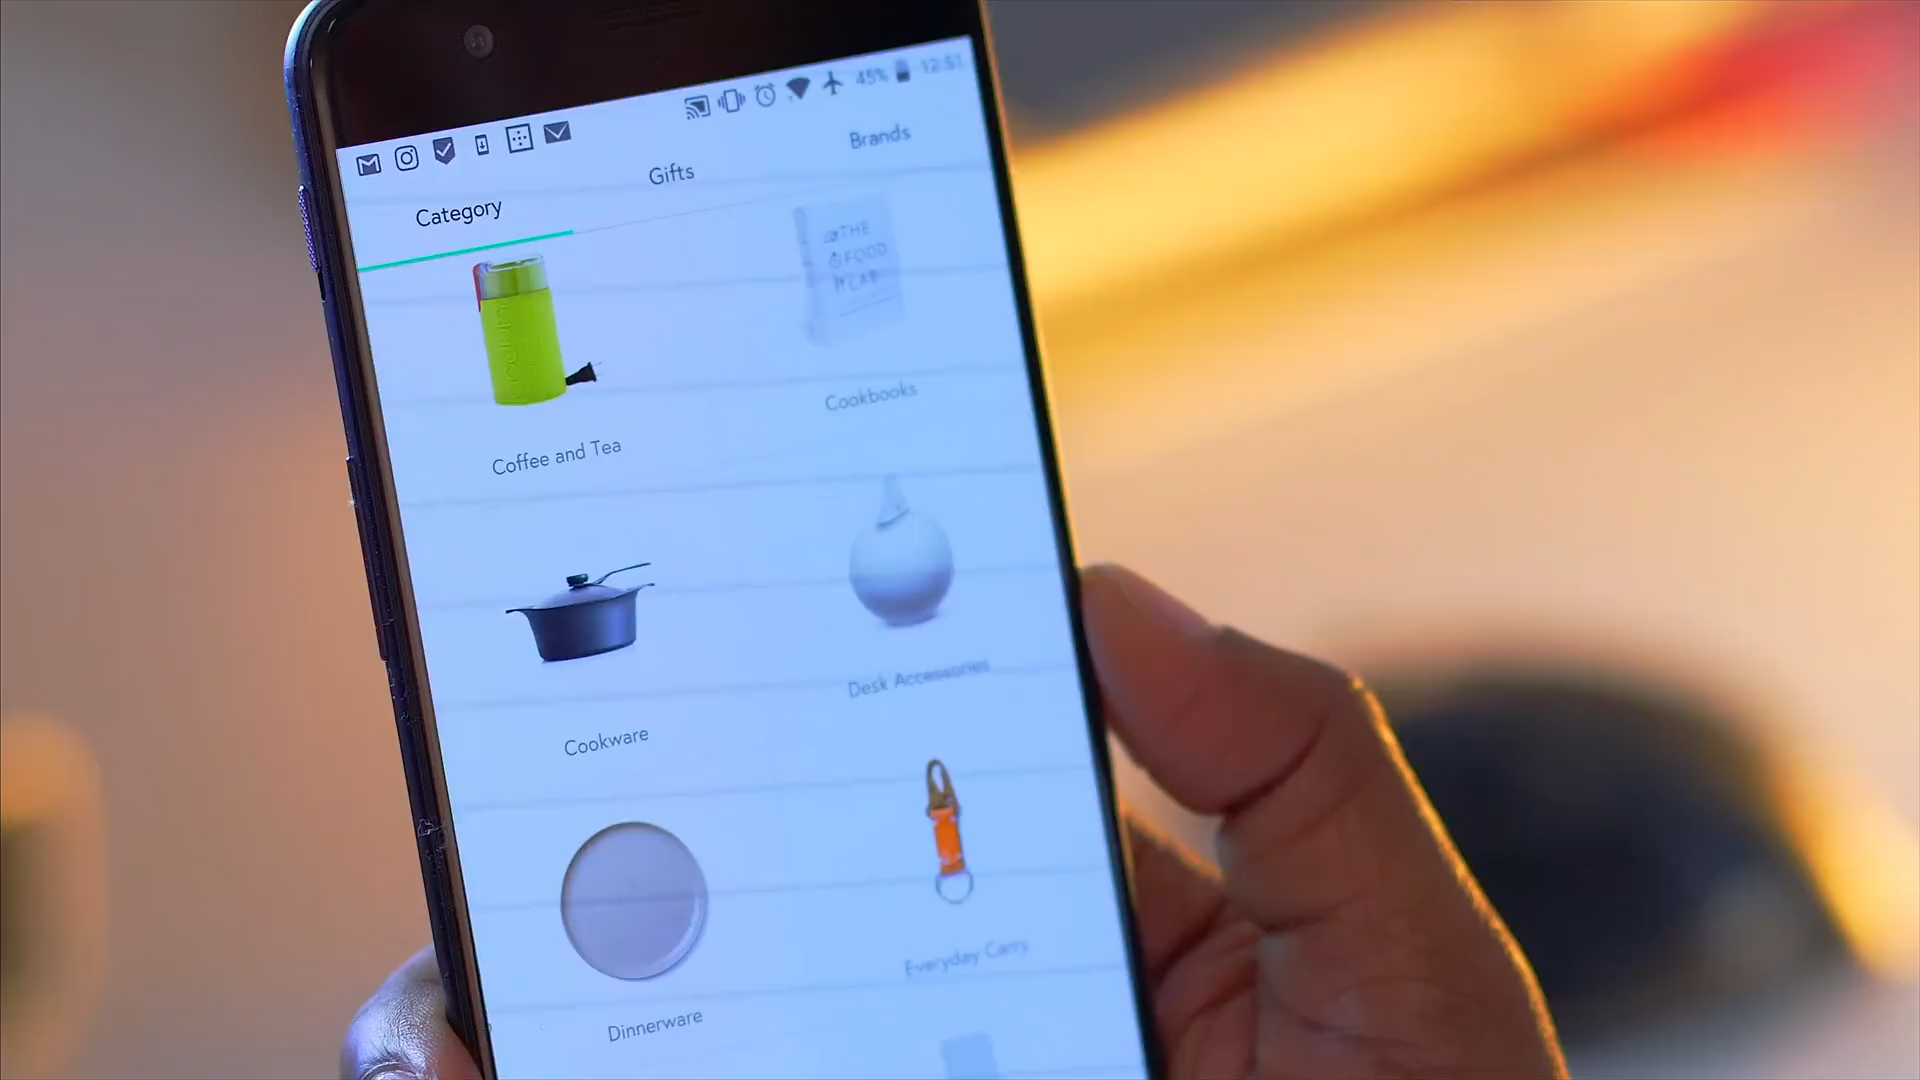 45% 12:51
Category
Gifts
Brands
THE
FOOD
LAB
Coffee and Tea
Cookbooks
Cookware
Desk Accessories
Dinnerware
Everyday Carry